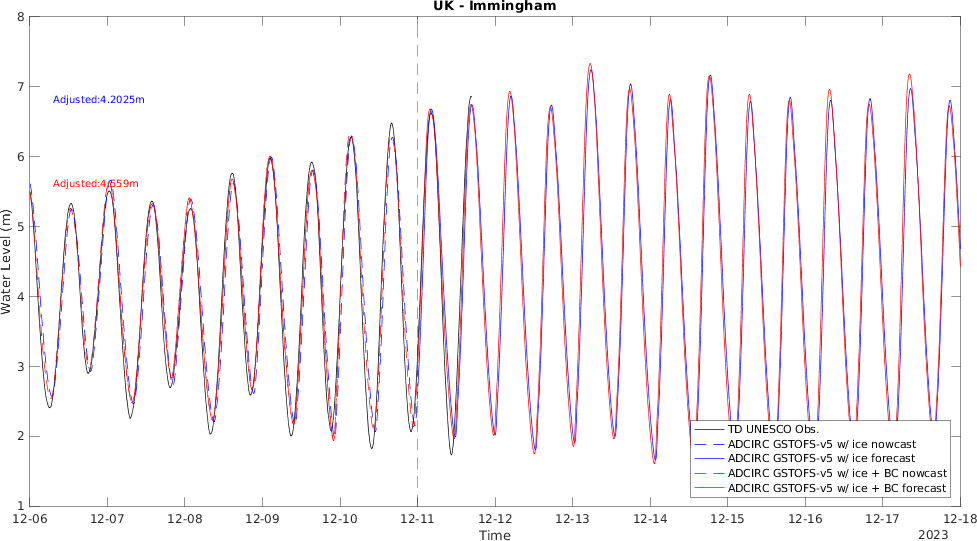 UK - Immingham
8
7
6
5
4
3
2
1
Water Level (m)
Adjusted:4.2025m
Adjusted:4.659m
TD UNESCO Obs.
ADCIRC GSTOFS-v5 w/ ice nowcast
ADCIRC GSTOFS-v5 w/ ice forecast
ADCIRC GSTOFS-v5 w/ ice + BC nowcast
ADCIRC GSTOFS-v5 w/ ice + BC forecast
12-06 12-07 12-08 12-09 12-10 12-11 12-12 12-13 12-14 12-15 12-16 12-17 12-18
Time
2023